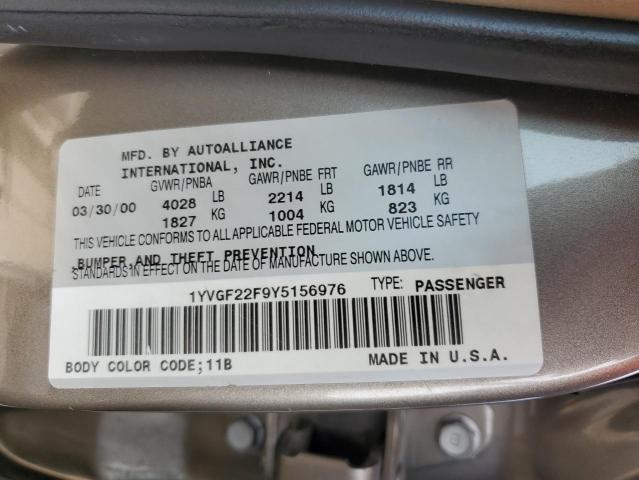 MFD. BY AUTOALLIANCE
INTERNATIONAL, INC.
DATE GVWR/PNBA GAWR/PNBE FRT GAWR/PNBE RR
03/30/00 4028 LB 2214 LB 1814 LB
1827 KG 1004 KG 823 KG
THIS VEHICLE CONFORMS TO ALL APPLICABLE FEDERAL MOTOR VEHICLE SAFETY
,BUMPER,AND THEFT PREVENTION
STANDARDS IN EFFECT ON THE DATE OF MANUFACTURE SHOWN ABOVE.
1YVGF22F9Y5156976 TYPE: PASSENGER
BODY COLOR CODE;11B MADE IN U.S.A.